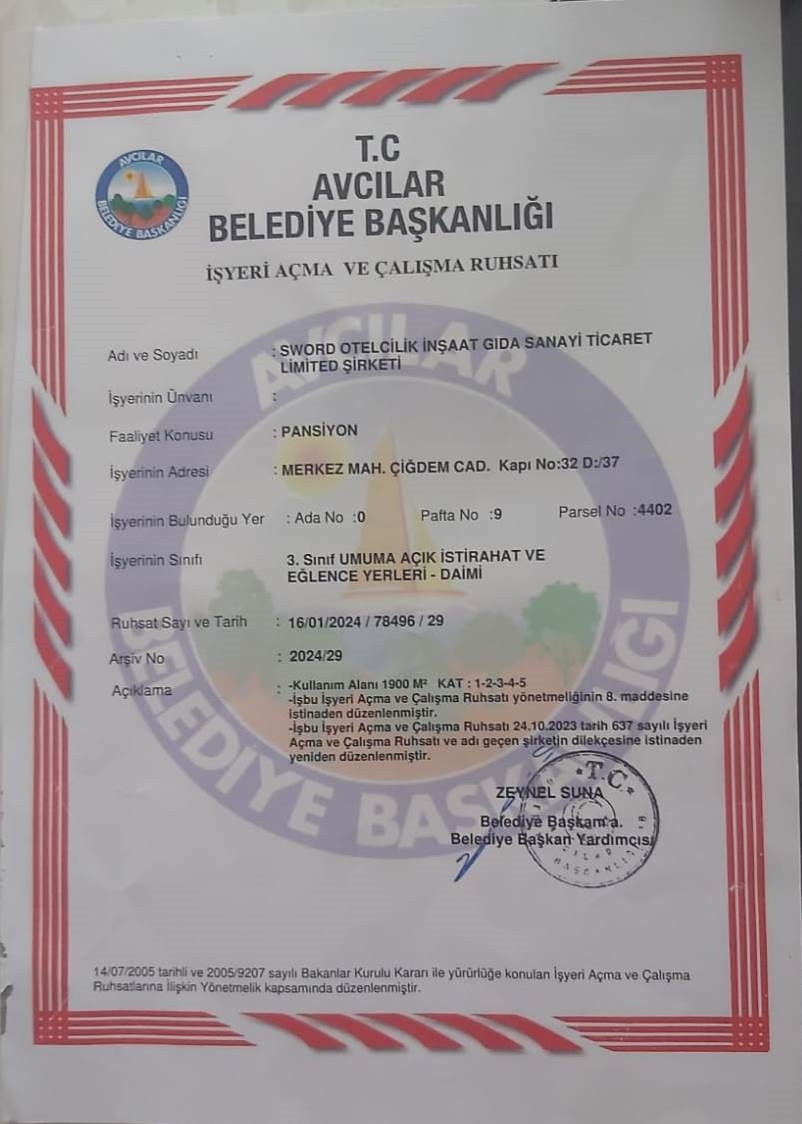 T.C
AVCILAR
BELEDİYE BAŞKANLIĞI
İŞYERİ AÇMA VE ÇALIŞMA RUHSATI
AVCILAR
BELEDİYE BAŞKANLIĞI
Adı ve Soyadı : SWORD OTELCİLİK İNŞAAT GIDA SANAYİ TİCARET
LİMİTED ŞİRKETİ
İşyerinin Ünvanı :
Faaliyet Konusu : PANSİYON
İşyerinin Adresi : MERKEZ MAH. ÇİĞDEM CAD. Kapı No:32 D:/37
İşyerinin Bulunduğu Yer : Ada No :0 Pafta No :9 Parsel No :4402
İşyerinin Sınıfı 3. Sınıf UMUMA AÇIK İSTİRAHAT VE
EĞLENCE YERLERİ - DAİMİ
Ruhsat Sayı ve Tarih : 16/01/2024 / 78496 / 29
Arşiv No : 2024/29
Açıklama : -Kullanım Alanı 1900 M² KAT : 1-2-3-4-5
-İşbu İşyeri Açma ve Çalışma Ruhsatı yönetmeliğinin 8. maddesine
istinaden düzenlenmiştir.
-İşbu İşyeri Açma ve Çalışma Ruhsatı 24.10.2023 tarih 637 sayılı İşyeri
Açma ve Çalışma Ruhsatı ve adı geçen şirketin dilekçesine istinaden
yeniden düzenlenmiştir.
AVCILAR
BELEDİYE BAŞKANLIĞI
ZEYNEL SUNA
Belediye Başkanı a.
Belediye Başkan Yardımcısı
T.C.
14/07/2005 tarihli ve 2005/9207 sayılı Bakanlar Kurulu Kararı ile yürürlüğe konulan İşyeri Açma ve Çalışma
Ruhsatlarına İlişkin Yönetmelik kapsamında düzenlenmiştir.